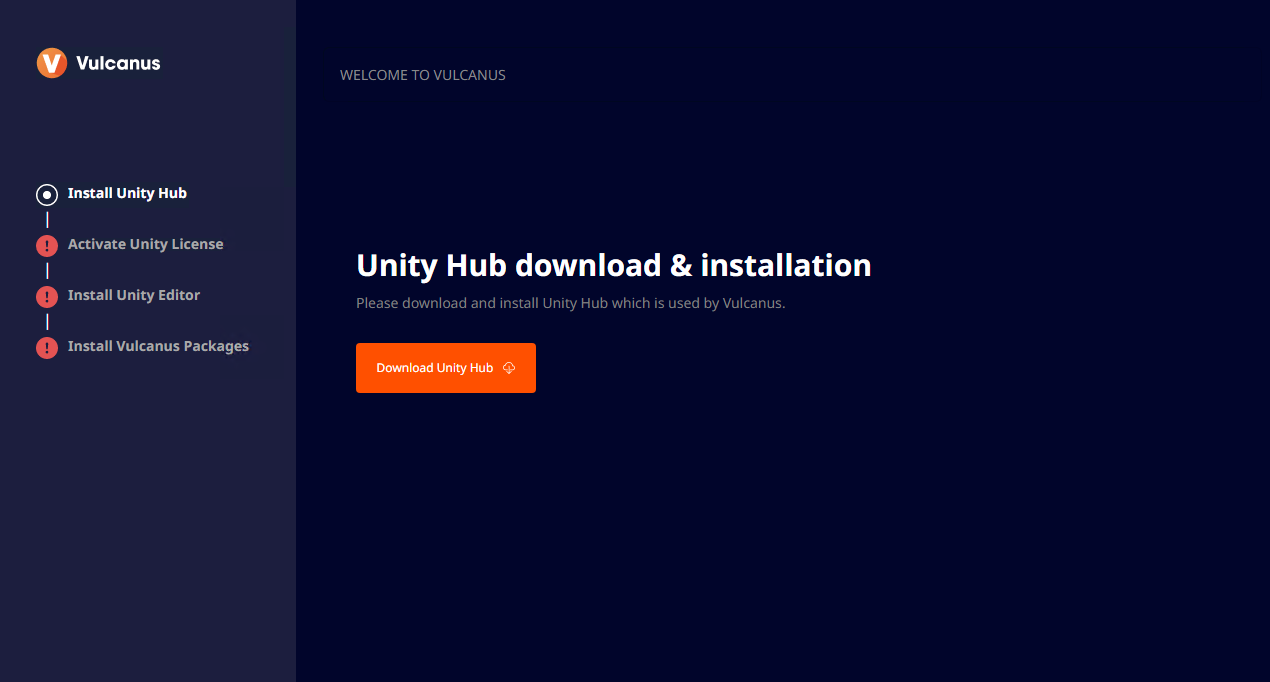 Vulcanus
WELCOME TO VULCANUS
Install Unity Hub
Activate Unity License
Install Unity Editor
Install Vulcanus Packages
Unity Hub download & installation
Please download and install Unity Hub which is used by Vulcanus.
Download Unity Hub